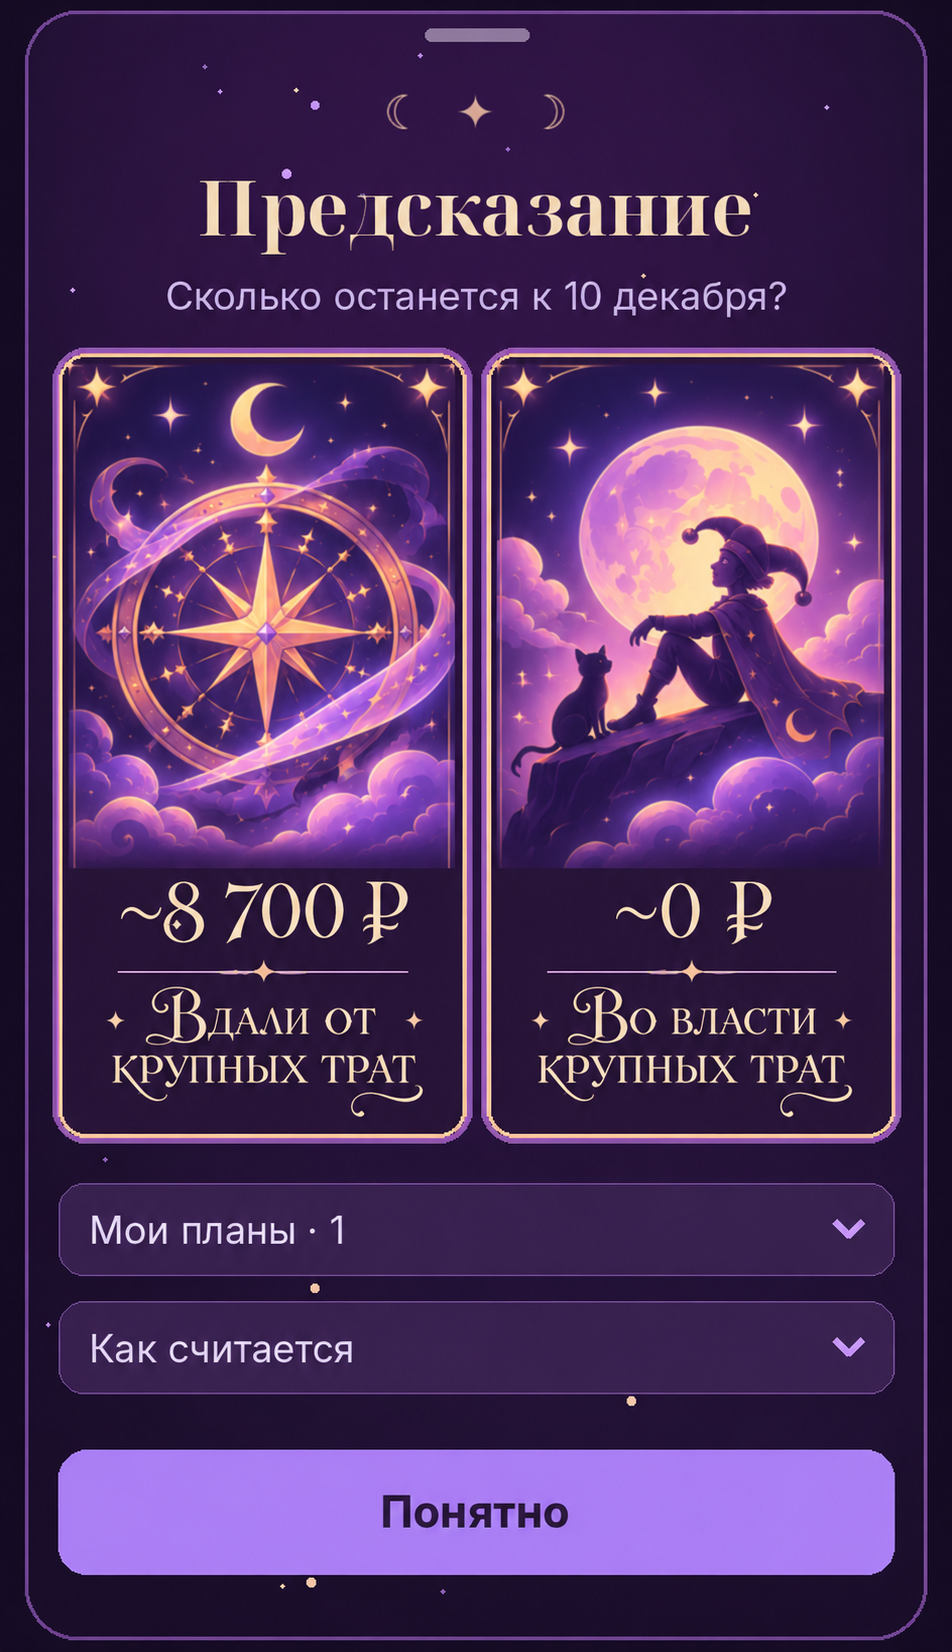 Предсказание
Сколько останется к 10 декабря?
~8 700 ₽
Вдали от
крупных трат
~0 ₽
Во власти
крупных трат
Мои планы · 1
Как считается
Понятно